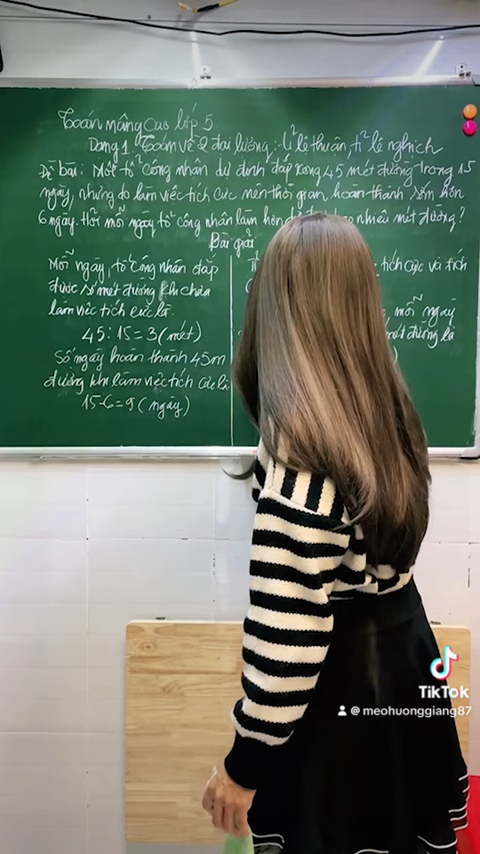 Toán nâng cao lớp 5
Dạng 1: Toán về 2 đại lượng: tỉ lệ thuận, tỉ lệ nghịch
Đề bài: Một tổ công nhân dự định đắp xong 45 mét đường trong 15
ngày, nhưng do làm việc tích cực nên thời gian hoàn thành sớm hơn
6 ngày. Hỏi mỗi ngày tổ công nhân làm hơn nhiêu mét đường?
Bài giải
Mỗi ngày, tổ công nhân đắp
được số mét đường khi chưa
làm việc tích cực là:
45 : 15 = 3 (mét)
Số ngày hoàn thành 45m
đường khi làm việc tích cực là
15-6=9 (ngày)
tích cực và tích
mỗi ngày
mét đường là
TikTok
@meohuonggiang87